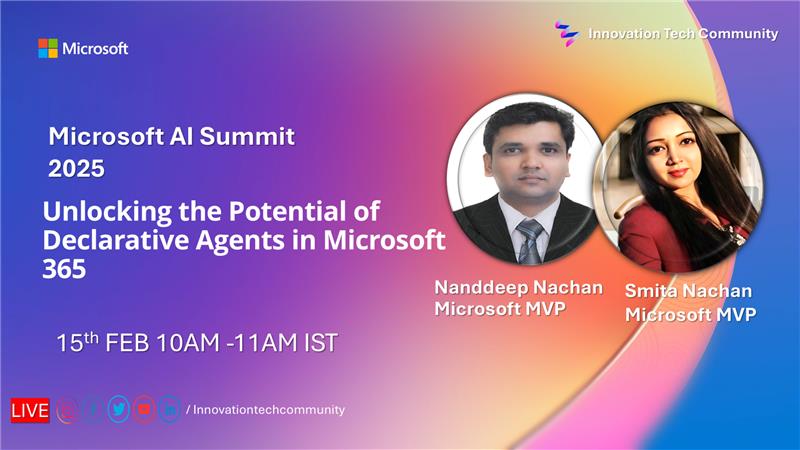 Microsoft
Innovation Tech Community
Microsoft AI Summit
2025
Unlocking the Potential of
Declarative Agents in Microsoft
365
Nanddeep Nachan
Microsoft MVP
Smita Nachan
Microsoft MVP
15th FEB 10AM -11AM IST
LIVE
/ Innovationtechcommunity